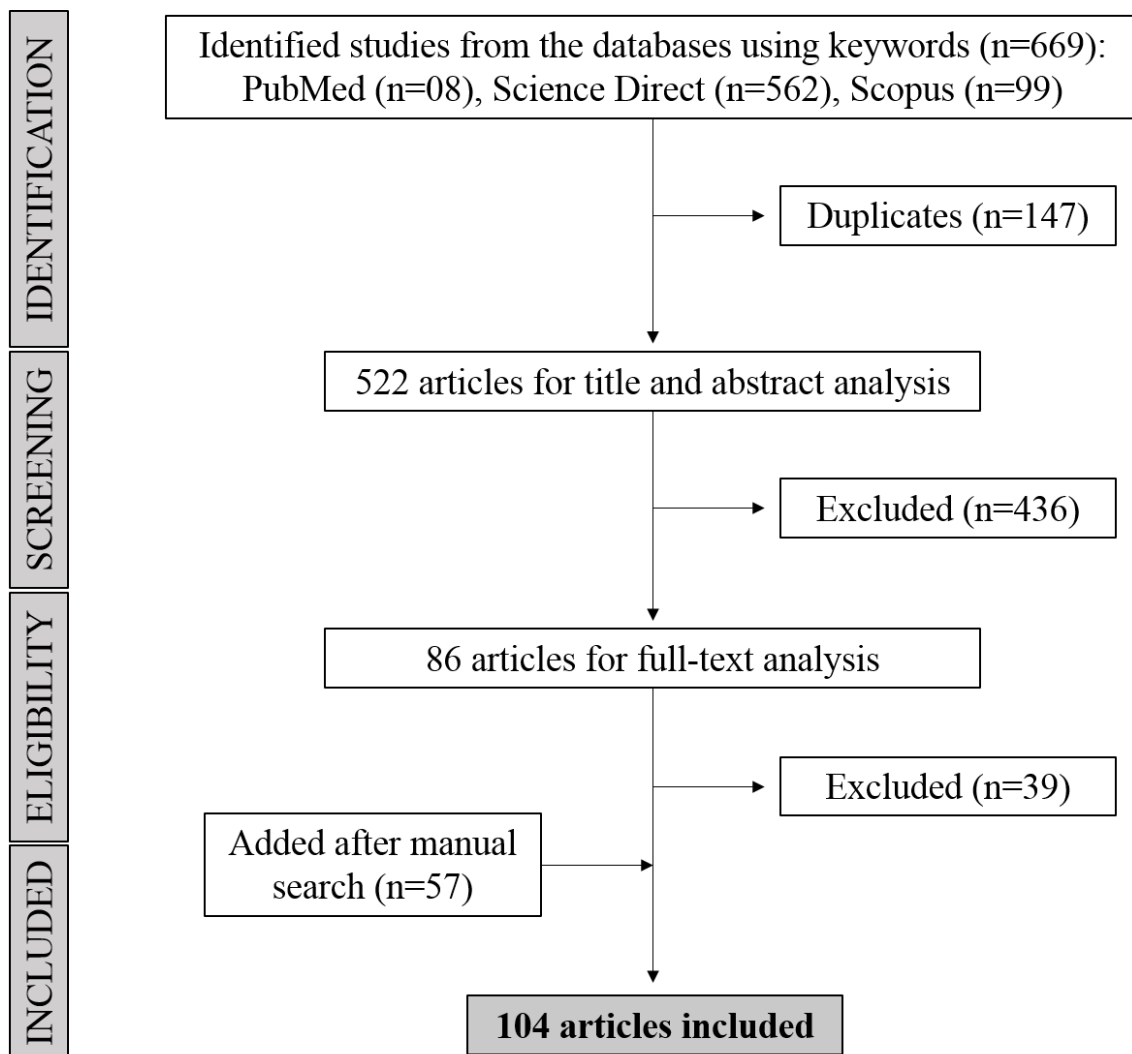 IDENTIFICATION
Identified studies from the databases using keywords (n=669):
PubMed (n=08), Science Direct (n=562), Scopus (n=99)
Duplicates (n=147)
SCREENING
522 articles for title and abstract analysis
Excluded (n=436)
ELIGIBILITY
86 articles for full-text analysis
Excluded (n=39)
Added after manual
search (n=57)
INCLUDED
104 articles included